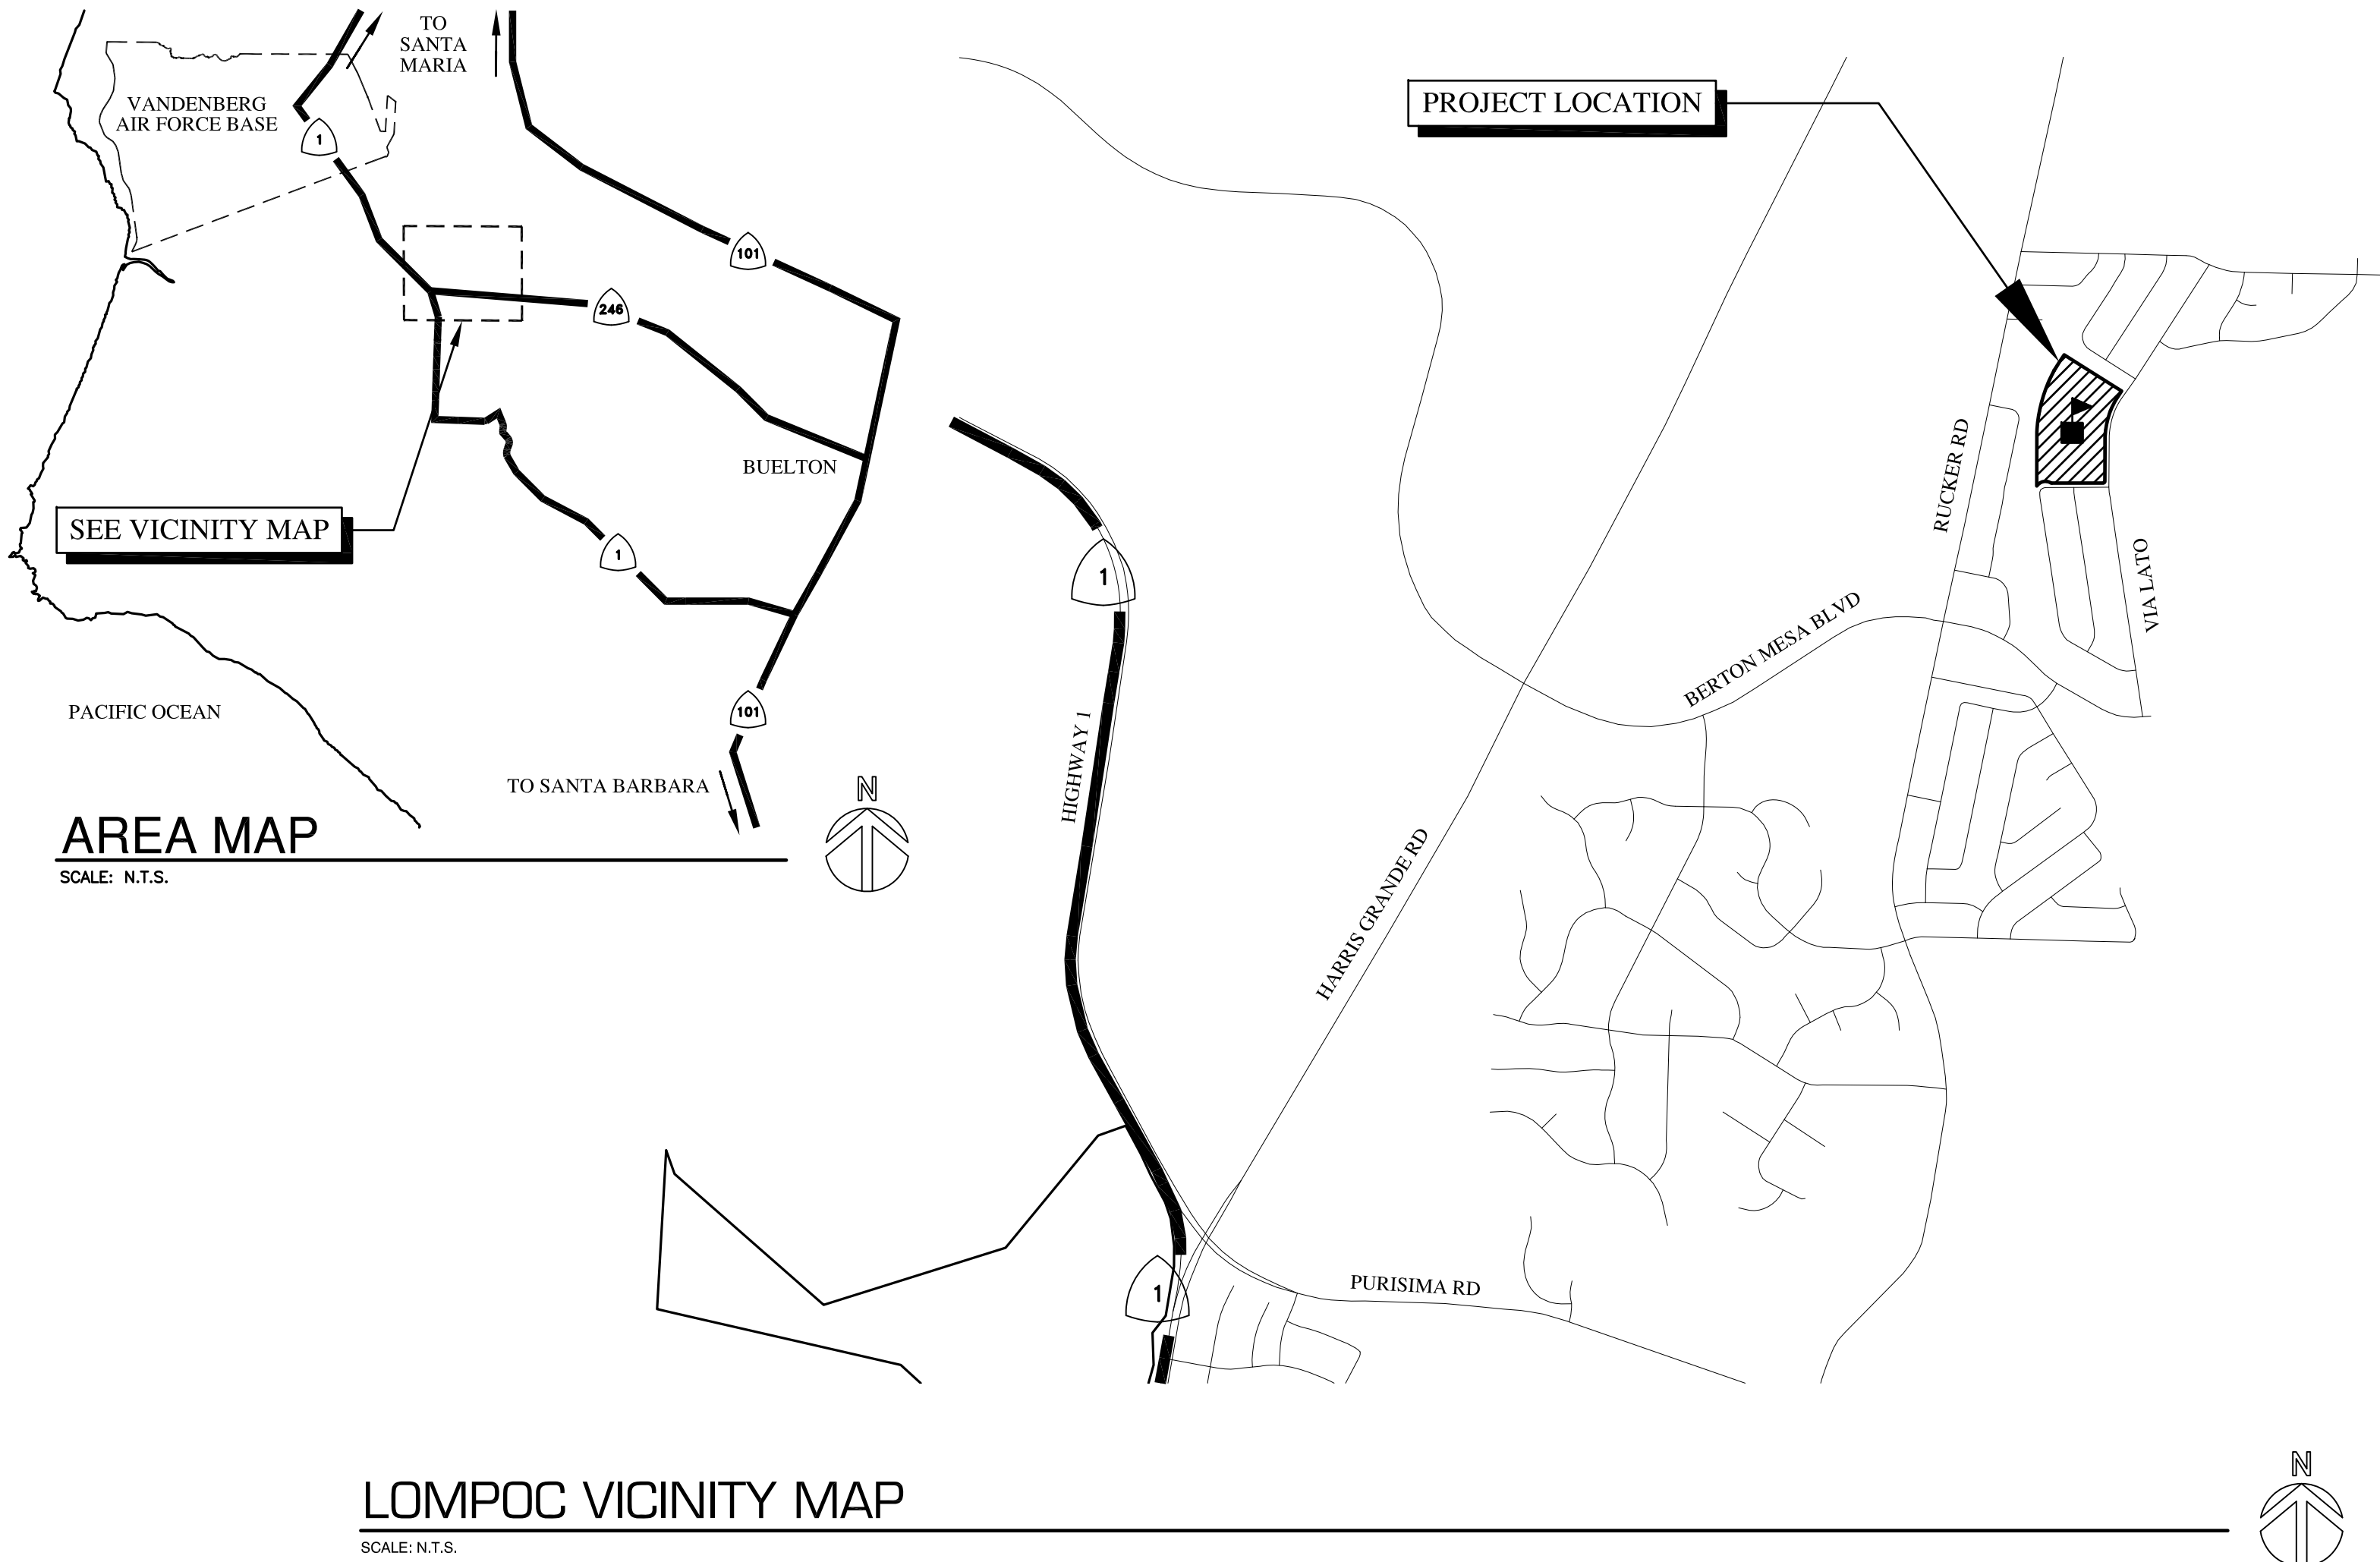 TO
SANTA
MARIA
VANDENBERG
AIR FORCE BASE
1
101
246
BUELTON
SEE VICINITY MAP
1
PACIFIC OCEAN
101
TO SANTA BARBARA
N
AREA MAP
SCALE: N.T.S.
PROJECT LOCATION
RUCKER RD
VIA LATO
1
BERTON MESA BLVD
HIGHWAY 1
HARRIS GRANDE RD
1
PURISIMA RD
LOMPOC VICINITY MAP
SCALE: N.T.S.
N